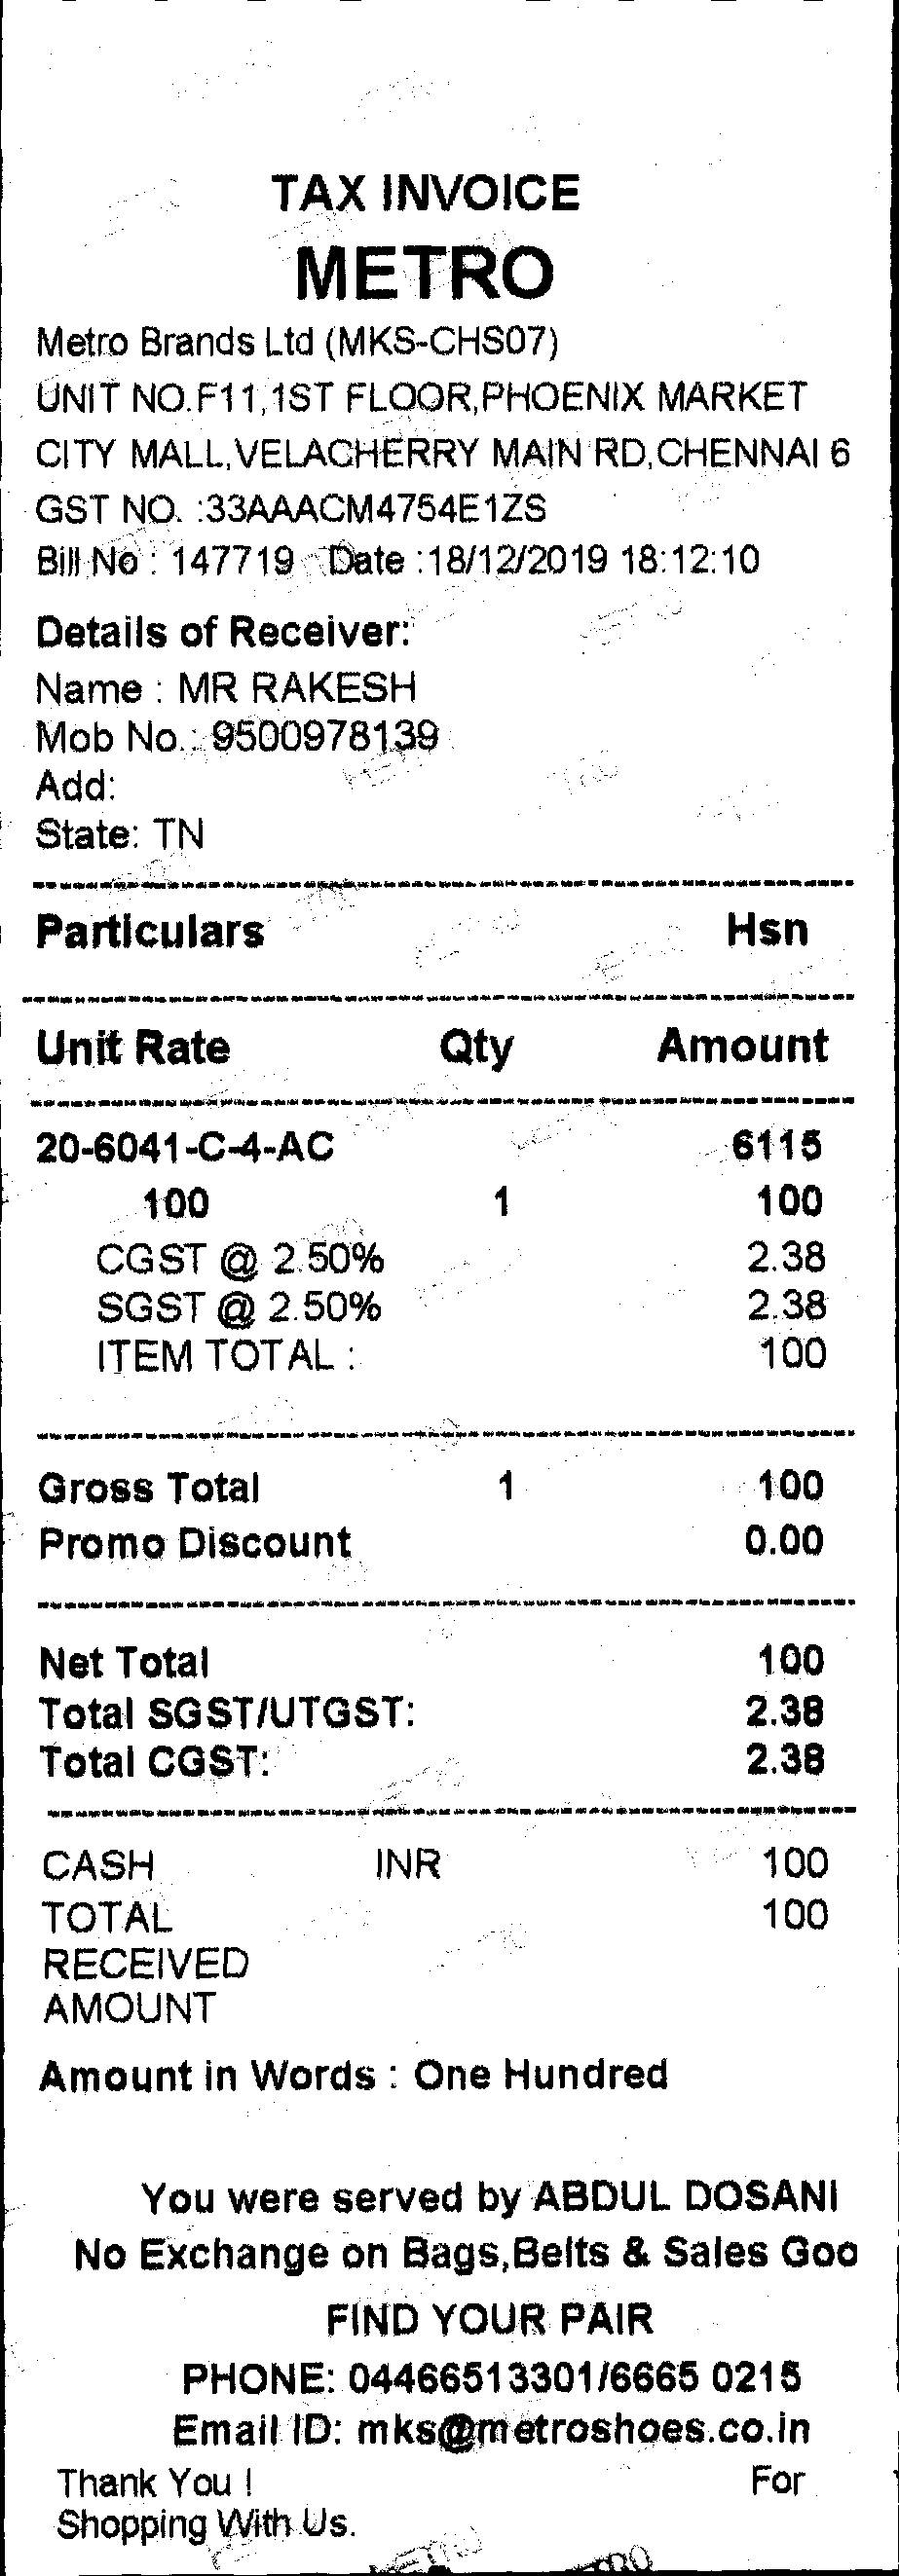 TAX INVOICE
METRO
Metro Brands Ltd (MKS-CHS07)
UNIT NO.F11,1ST FLOOR,PHOENIX MARKET
CITY MALL,VELACHERRY MAIN RD,CHENNAI 6
GST NO. :33AAACM4754E1ZS
Bill No : 147719 Date :18/12/2019 18:12:10
Details of Receiver:
Name : MR RAKESH
Mob No.: 9500978139
Add:
State: TN
Particulars Hsn
Unit Rate Qty Amount
20-6041-C-4-AC 6115
100 1 100
CGST @ 2.50% 2.38
SGST @ 2.50% 2.38
ITEM TOTAL : 100
Gross Total 1 100
Promo Discount 0.00
Net Total 100
Total SGST/UTGST: 2.38
Total CGST: 2.38
CASH INR 100
TOTAL 100
RECEIVED
AMOUNT
Amount in Words : One Hundred
You were served by ABDUL DOSANI
No Exchange on Bags,Belts & Sales Goo
FIND YOUR PAIR
PHONE: 04466513301/6665 0215
Email ID: mks@metroshoes.co.in
Thank You ! For
Shopping With Us.